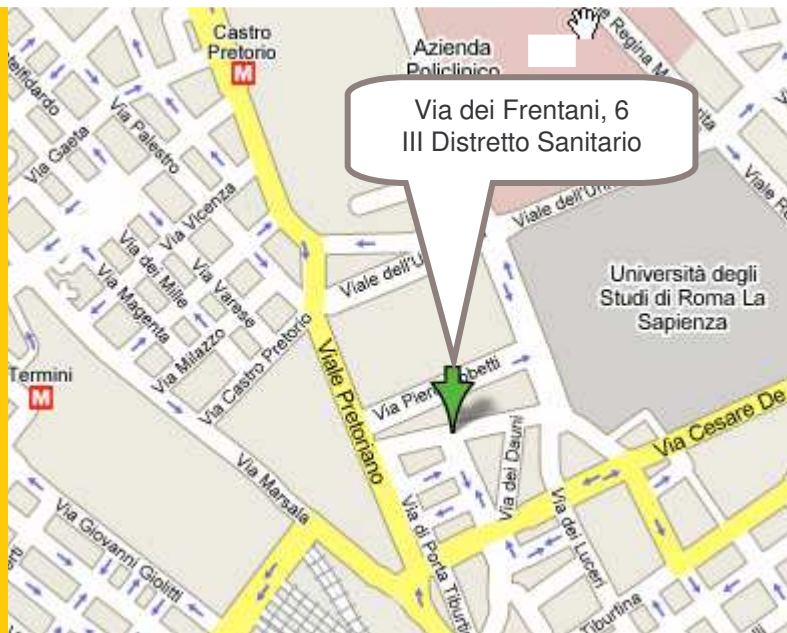 Castro
Pretorio
M
Azienda
Policlinico
Via dei Frentani, 6
III Distretto Sanitario
Via Palestro
Via Gaeta
Via Vicenza
Via dei Mille
Via Varese
Via Magenta
Via Milazzo
Via Castro Pretorio
Viale dell'U
Viale dell'Uni
Viale
Università degli
Studi di Roma La
Sapienza
Termini
M
Viale Pretoriano
Via Pie
betti
Via Cesare De
Via dei Dauni
Via Marsala
Via di Porta Tiburti
Via dei Luceri
Via Giovanni Giolitti
Tiburtina